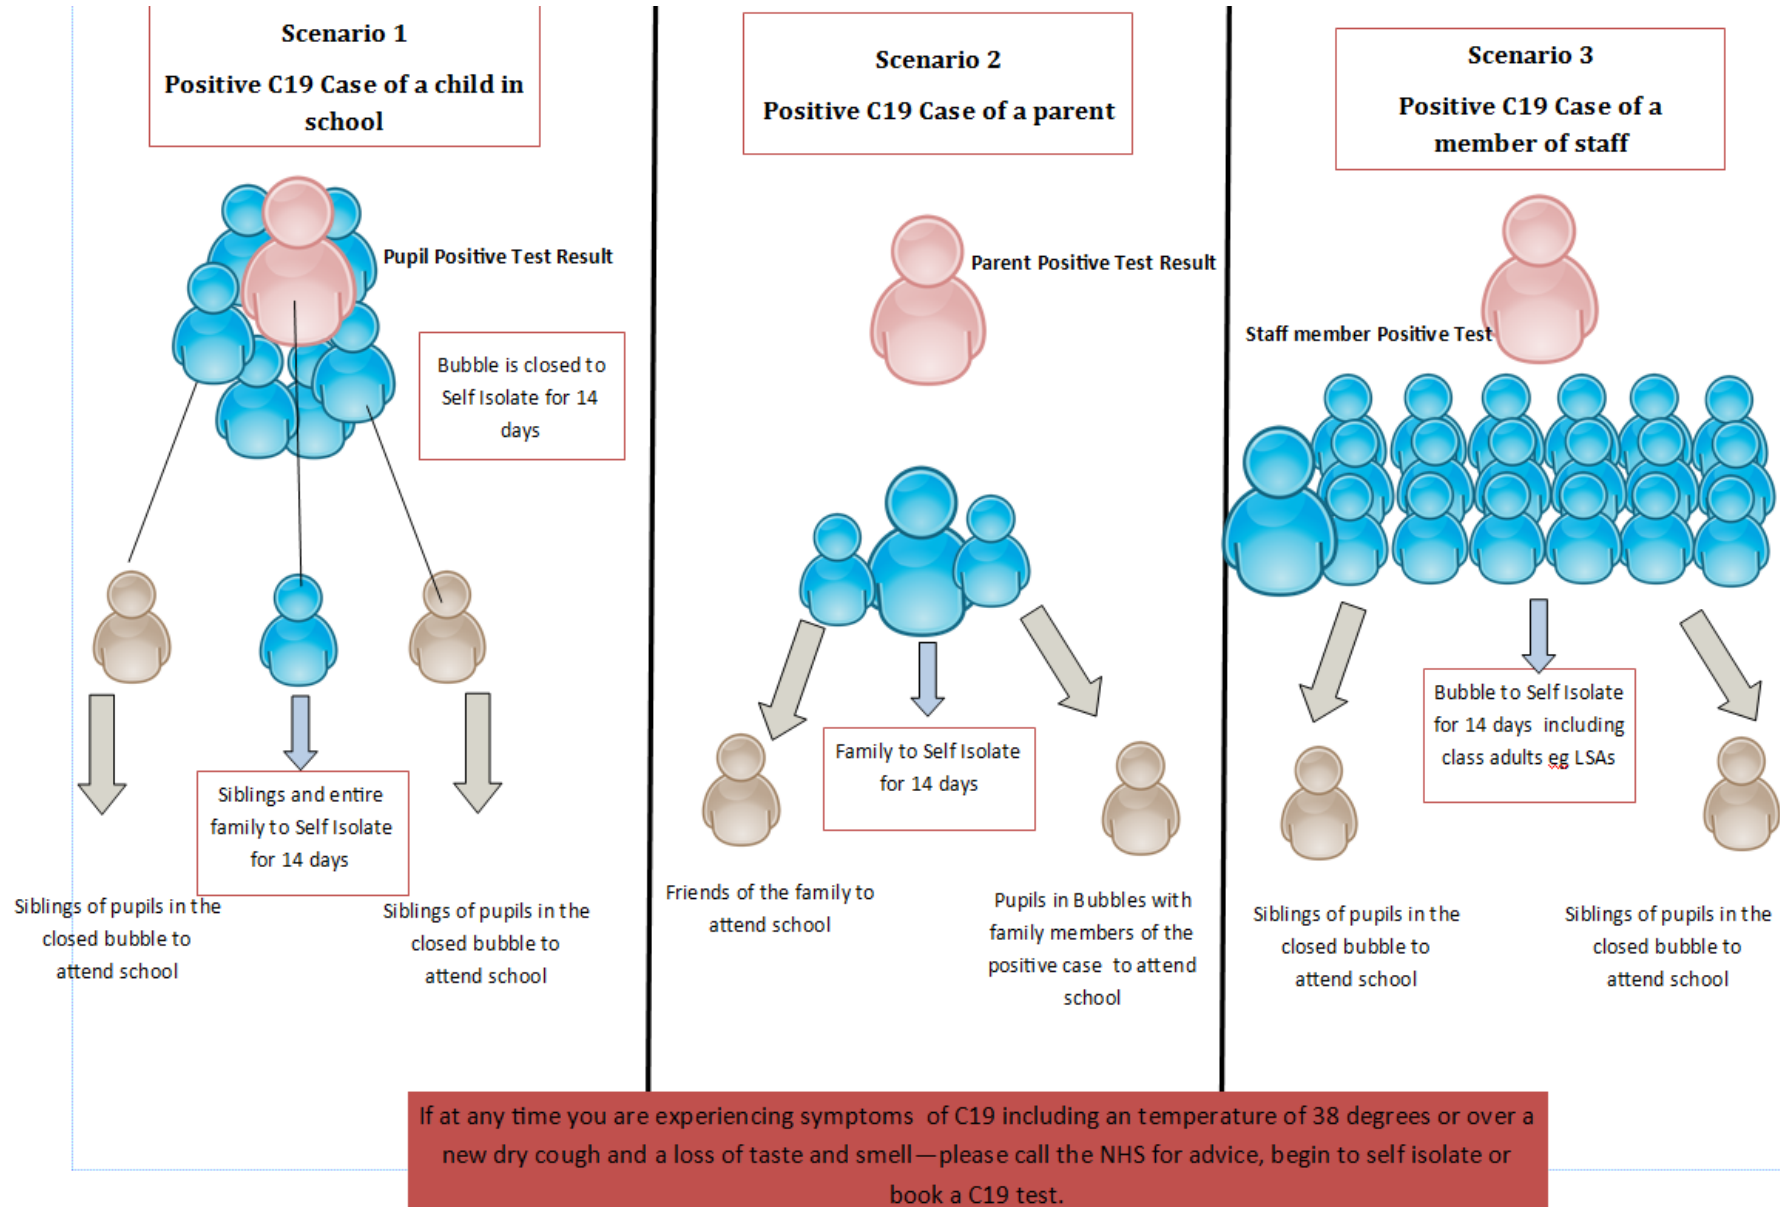 Scenario 1
Positive C19 Case of a child in
school
Pupil Positive Test Result
Bubble is closed to
Self Isolate for 14
days
Siblings and entire
family to Self Isolate
for 14 days
Siblings of pupils in the
closed bubble to
attend school
Siblings of pupils in the
closed bubble to
attend school
Scenario 2
Positive C19 Case of a parent
Parent Positive Test Result
Family to Self Isolate
for 14 days
Friends of the family to
attend school
Pupils in Bubbles with
family members of the
positive case to attend
school
Scenario 3
Positive C19 Case of a
member of staff
Staff member Positive Test
Bubble to Self Isolate
for 14 days including
class adults eg LSAs
Siblings of pupils in the
closed bubble to
attend school
Siblings of pupils in the
closed bubble to
attend school
If at any time you are experiencing symptoms of C19 including an temperature of 38 degrees or over a
new dry cough and a loss of taste and smell—please call the NHS for advice, begin to self isolate or
book a C19 test.